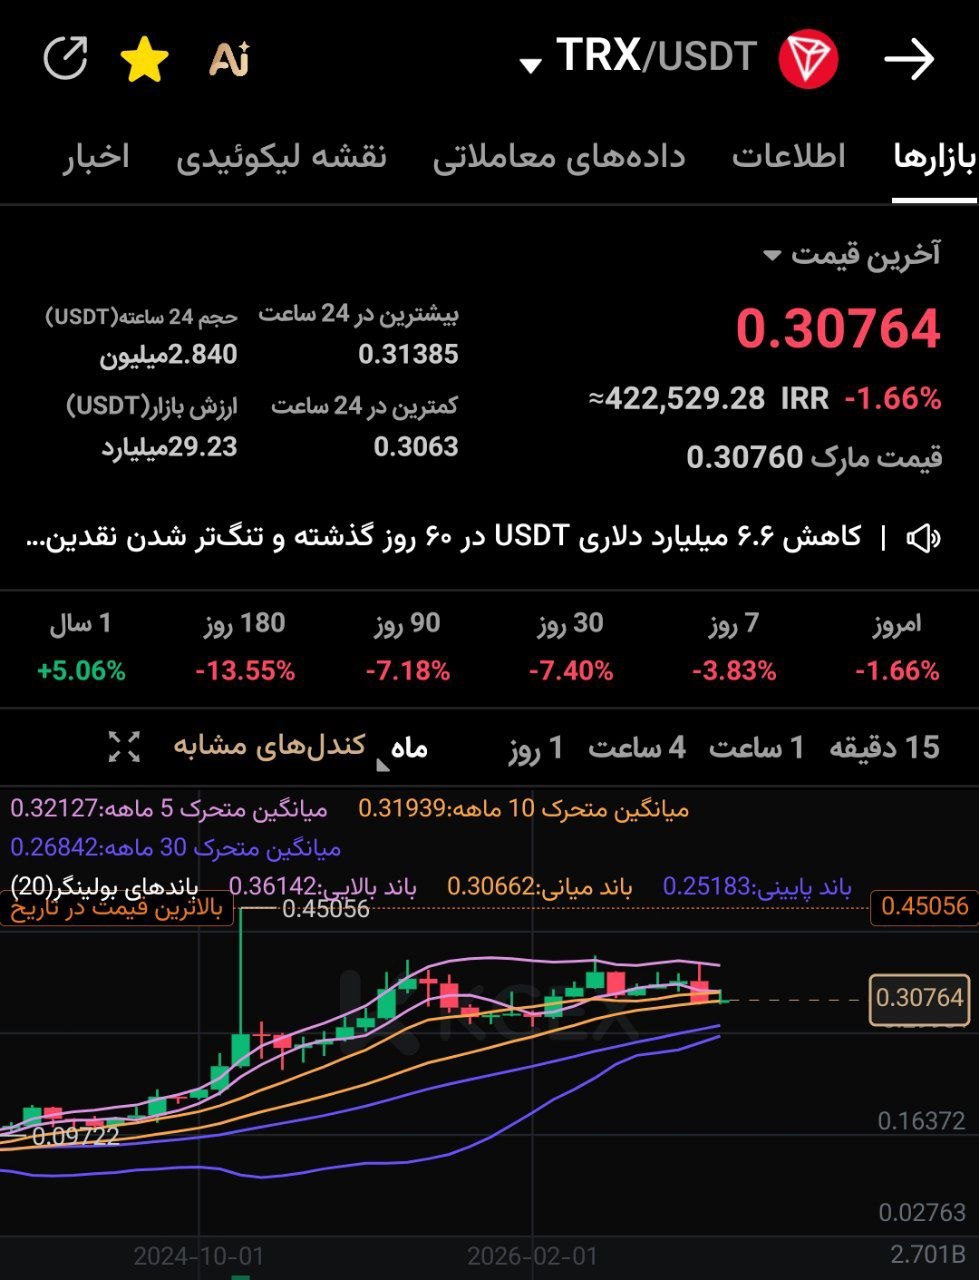 TRX/USDT
Ai
بازارها اطلاعات داده‌های معاملاتی نقشه لیکوئیدی اخبار
آخرین قیمت
0.30764
≈422,529.28 IRR -1.66%
قیمت مارک 0.30760
بیشترین در 24 ساعت
0.31385
کمترین در 24 ساعت
0.3063
حجم 24 ساعته(USDT)
2.840میلیون
ارزش بازار(USDT)
29.23میلیارد
کاهش ۶.۶ میلیارد دلاری USDT در ۶۰ روز گذشته و تنگ‌تر شدن نقدین...
امروز 7 روز 30 روز 90 روز 180 روز 1 سال
-1.66% -3.83% -7.40% -7.18% -13.55% +5.06%
15 دقیقه 1 ساعت 4 ساعت 1 روز ماه کندل‌های مشابه
میانگین متحرک 5 ماهه:0.32127 میانگین متحرک 10 ماهه:0.31939
میانگین متحرک 30 ماهه:0.26842
باندهای بولینگر(20) باند بالایی:0.36142 باند میانی:0.30662 باند پایینی:0.25183
بالاترین قیمت در تاریخ 0.45056 0.45056
0.30764
KCEX
0.09722
0.16372
0.02763
2024-10-01 2026-02-01 2.701B